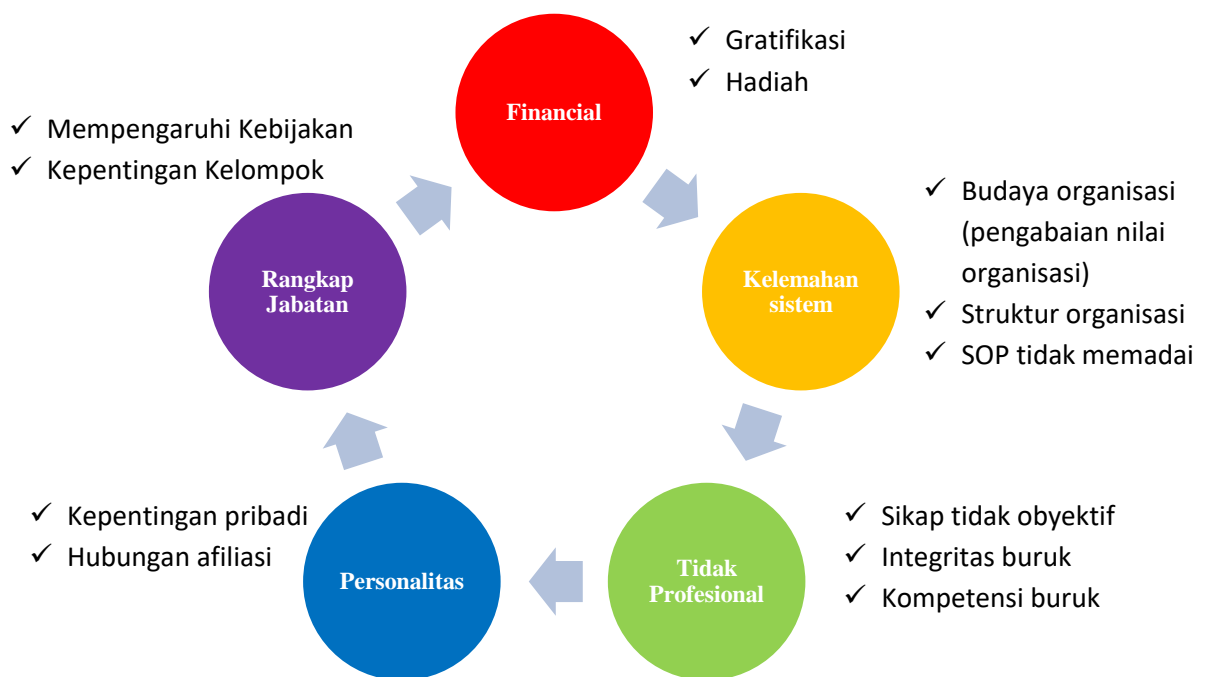 Financial
✓ Gratifikasi
✓ Hadiah
Kelemahan
sistem
✓ Budaya organisasi
(pengabaian nilai
organisasi)
✓ Struktur organisasi
✓ SOP tidak memadai
Tidak
Profesional
✓ Sikap tidak obyektif
✓ Integritas buruk
✓ Kompetensi buruk
Personalitas
✓ Kepentingan pribadi
✓ Hubungan afiliasi
Rangkap
Jabatan
✓ Mempengaruhi Kebijakan
✓ Kepentingan Kelompok